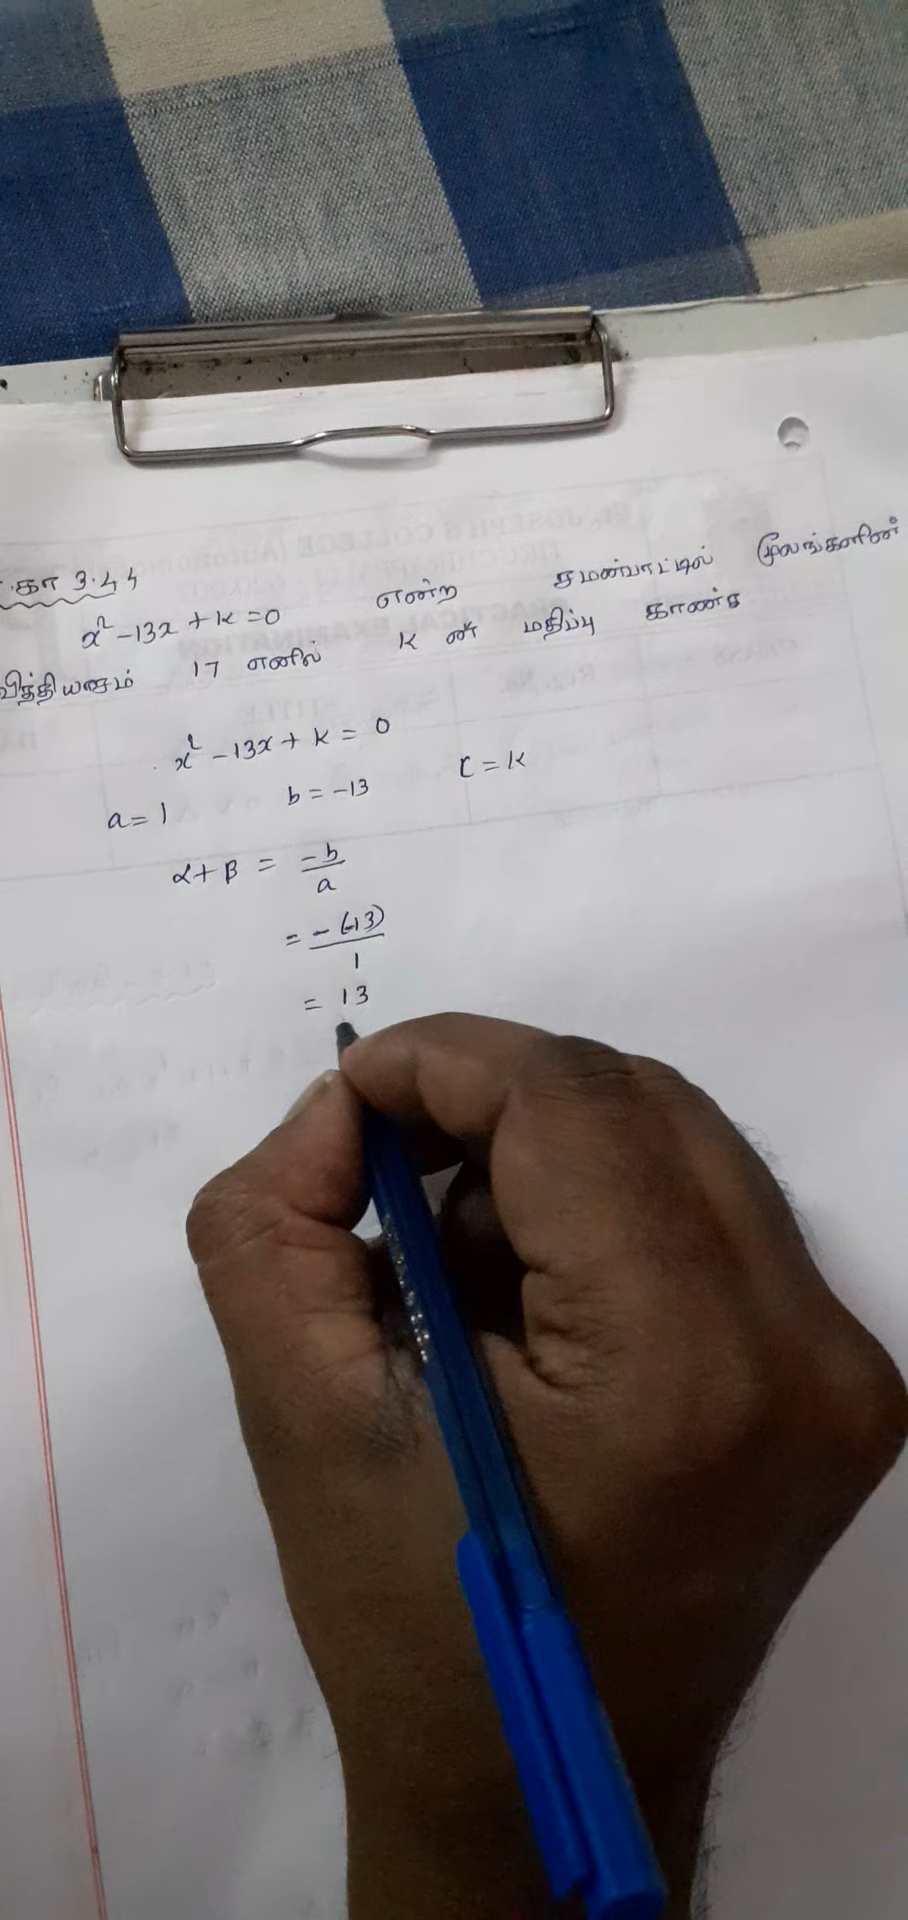 கா 3.44
x² - 13x + k = 0 என்ற சமன்பாட்டில் மூலங்களின்
வித்தியாசம் 17 எனில் k ன் மதிப்பு காண்க
x² - 13x + k = 0
a = 1 b = -13 c = k
α + β = -b/a
= -(-13)/1
= 13